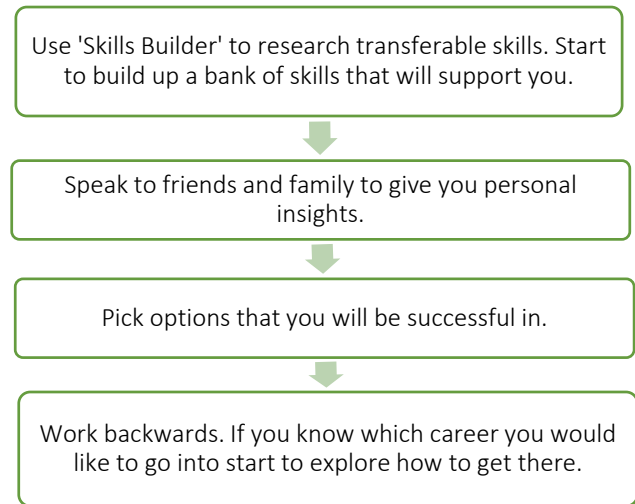 Use 'Skills Builder' to research transferable skills. Start
to build up a bank of skills that will support you.
Speak to friends and family to give you personal
insights.
Pick options that you will be successful in.
Work backwards. If you know which career you would
like to go into start to explore how to get there.